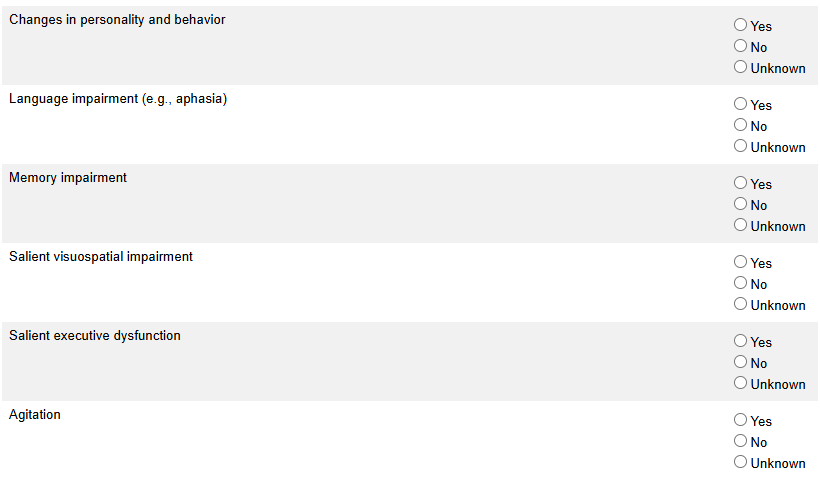 Changes in personality and behavior
Yes
No
Unknown
Language impairment (e.g., aphasia)
Yes
No
Unknown
Memory impairment
Yes
No
Unknown
Salient visuospatial impairment
Yes
No
Unknown
Salient executive dysfunction
Yes
No
Unknown
Agitation
Yes
No
Unknown